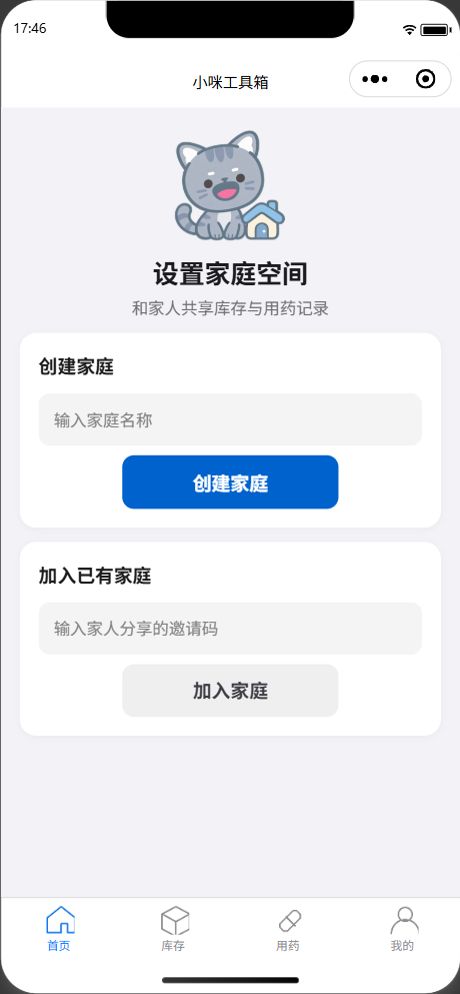 17:46
小咪工具箱
设置家庭空间
和家人共享库存与用药记录
创建家庭
输入家庭名称
创建家庭
加入已有家庭
输入家人分享的邀请码
加入家庭
首页
库存
用药
我的